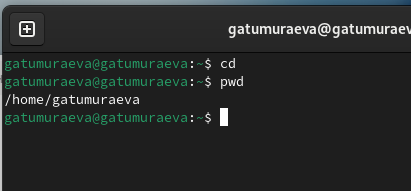 gatumuraeva@gatumuraeva
gatumuraeva@gatumuraeva:~$ cd
gatumuraeva@gatumuraeva:~$ pwd
/home/gatumuraeva
gatumuraeva@gatumuraeva:~$